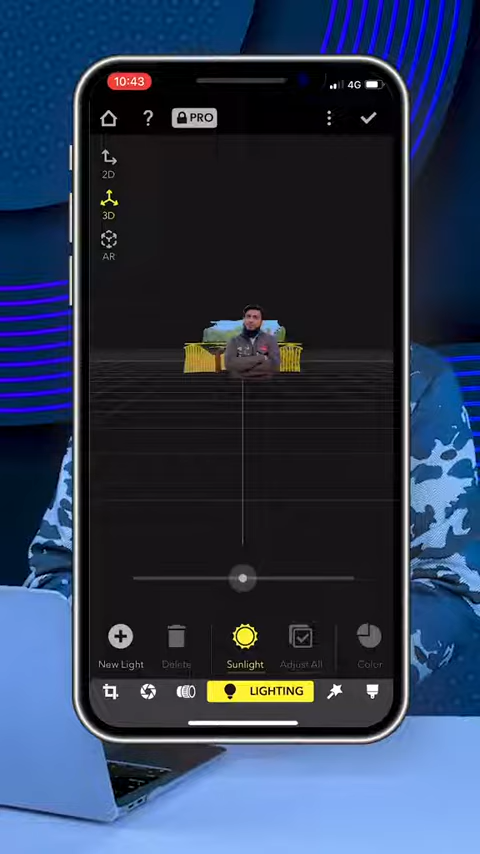 10:43
4G
? PRO
2D
3D
AR
New Light Delete Sunlight Adjust All Color
LIGHTING